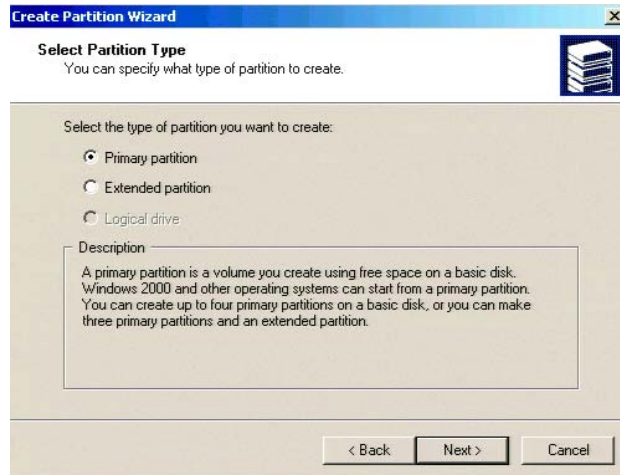 Create Partition Wizard
Select Partition Type
You can specify what type of partition to create.
Select the type of partition you want to create:
Primary partition
Extended partition
Logical drive
Description
A primary partition is a volume you create using free space on a basic disk.
Windows 2000 and other operating systems can start from a primary partition.
You can create up to four primary partitions on a basic disk, or you can make
three primary partitions and an extended partition.
< Back Next > Cancel